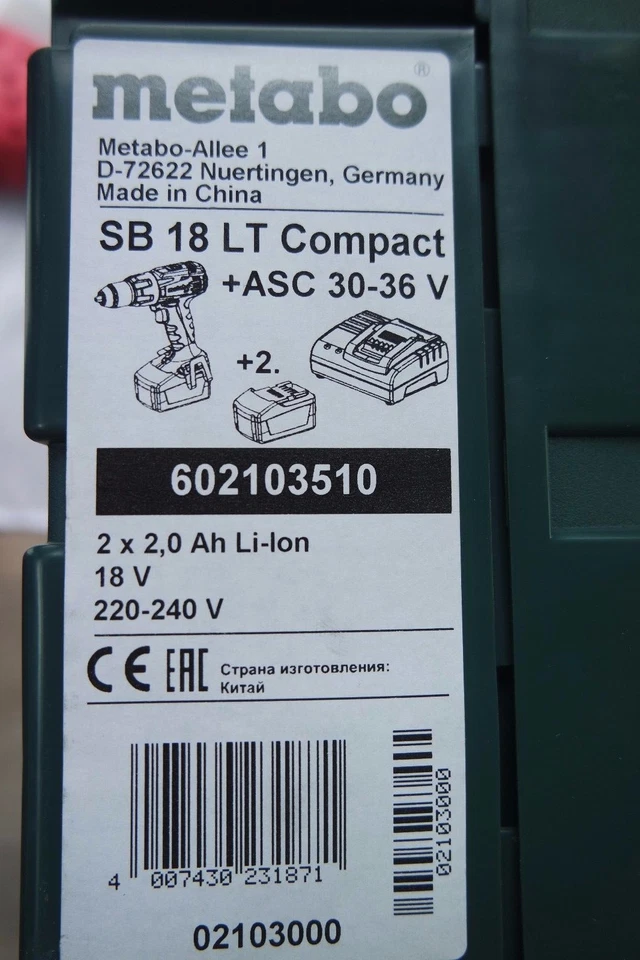 metabo®
Metabo-Allee 1
D-72622 Nuertingen, Germany
Made in China
SB 18 LT Compact
+ASC 30-36 V
+2.
602103510
2 x 2,0 Ah Li-Ion
18 V
220-240 V
CE EAC Страна изготовления:
Китай
4 007430 231871
02103000
02103000